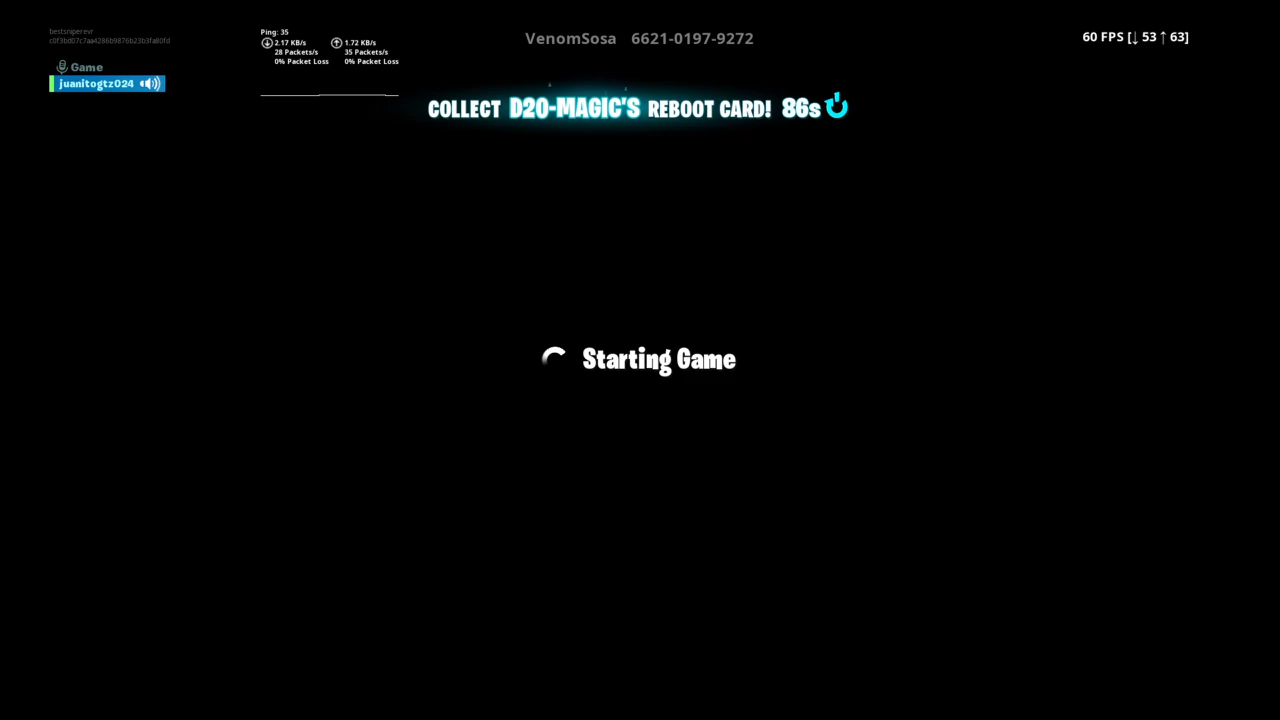 bestsniperevr
Game
juanitogtz024
Ping: 35
2.17 KB/s 1.72 KB/s
28 Packets/s 35 Packets/s
0% Packet Loss 0% Packet Loss
VenomSosa 6621-0197-9272
60 FPS [↓ 53 ↑ 63]
COLLECT D20-MAGIC'S REBOOT CARD! 86s
Starting Game